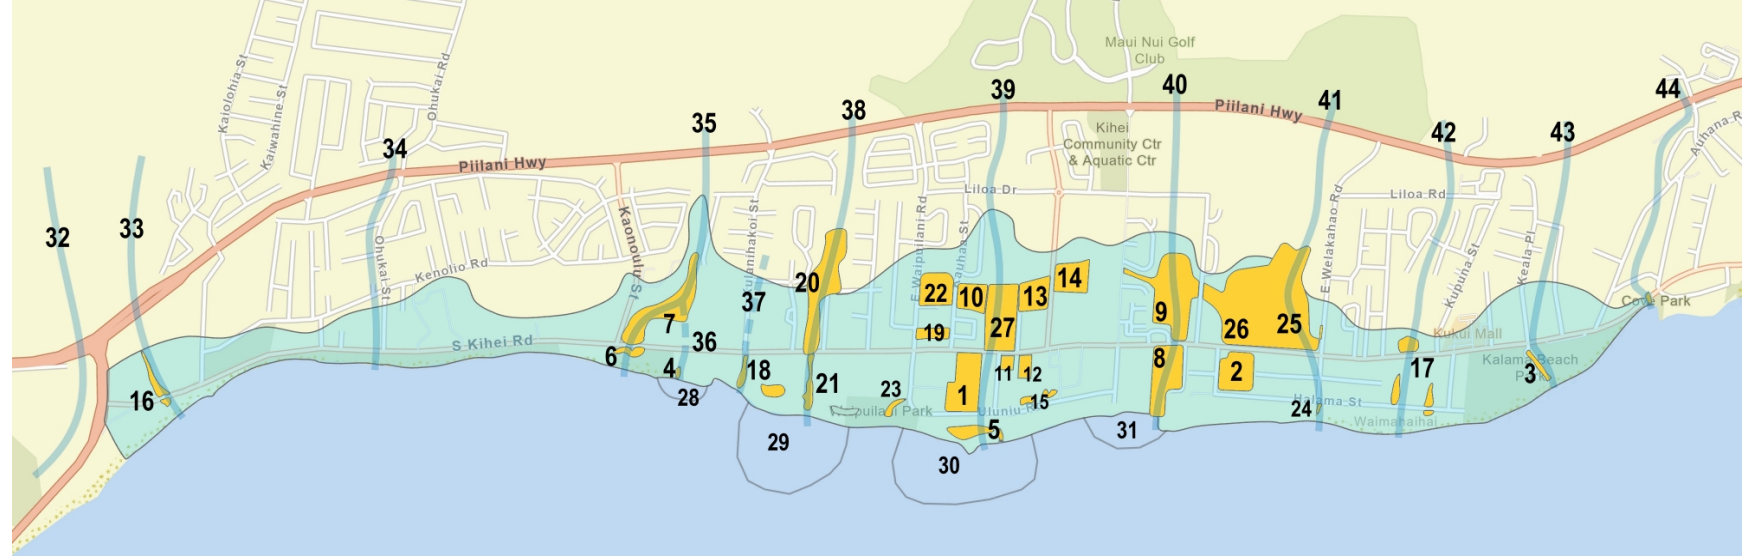 Maui Nui Golf
Club
44
40
39
41
38
Piilani Hwy
35
42
43
Kihei
Community Ctr
& Aquatic Ctr
34
Piilani Hwy
Kaiolohia St
Kaiwahine St
Ohukai Rd
Liloa Dr
Liloa Rd
33
32
Kaonoulu St
Kulanihakoi St
E Waipuilani Rd
E Welakahao Rd
Kupuna St
Keala Pl
Ohukai St
Kenolio Rd
20
14
22
10
13
37
Cove Park
9
7
27
26
25
19
Kukui Mall
S Kihei Rd
36
6
8
Kalama Beach
Park
4
18
11
12
2
17
3
21
23
1
16
28
15
Halama St
24
Uluniu R
Waimahaihai
5
31
29
30